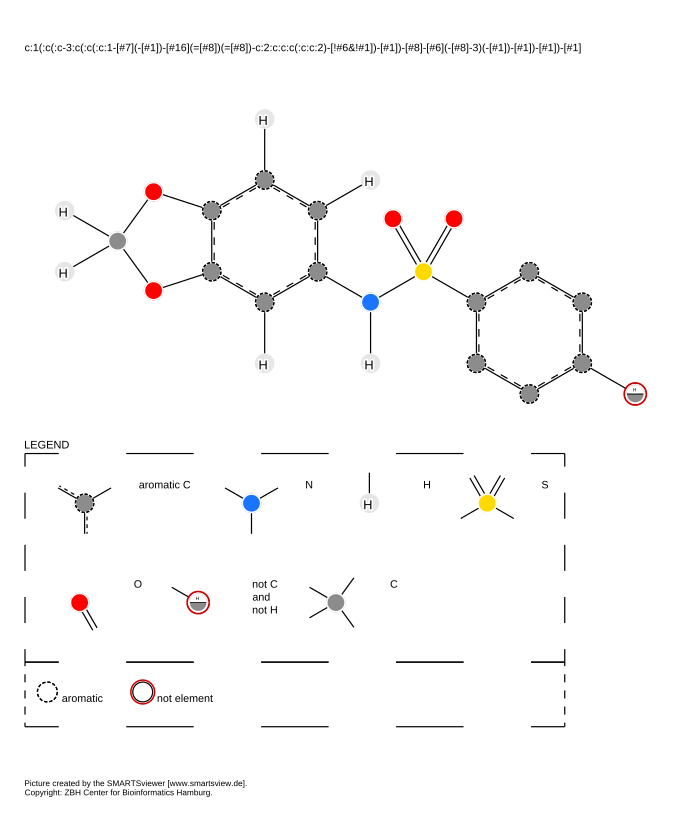 c:1(:c(:c-3:c(:c(:c:1-[#7](-[#1])-[#16](=[#8])(=[#8])-c:2:c:c:c(:c:c:2)-[!#6&!#1])-[#1])-[#8]-[#6](-[#8]-3)(-[#1])-[#1])-[#1])-[#1]
H
H
H
H
H
H
H
LEGEND
aromatic C
N
H
H
S
O
H
not C
and
not H
C
aromatic
not element
Picture created by the SMARTSviewer [www.smartsview.de].
Copyright: ZBH Center for Bioinformatics Hamburg.